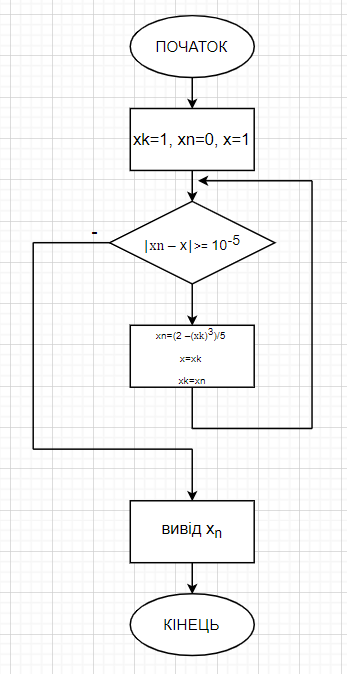 ПОЧАТОК
xk=1, xn=0, x=1
|xn – x|>= 10^-5
-
xn=(2 –(xk)^3)/5
x=xk
xk=xn
вивід x_n
КІНЕЦЬ